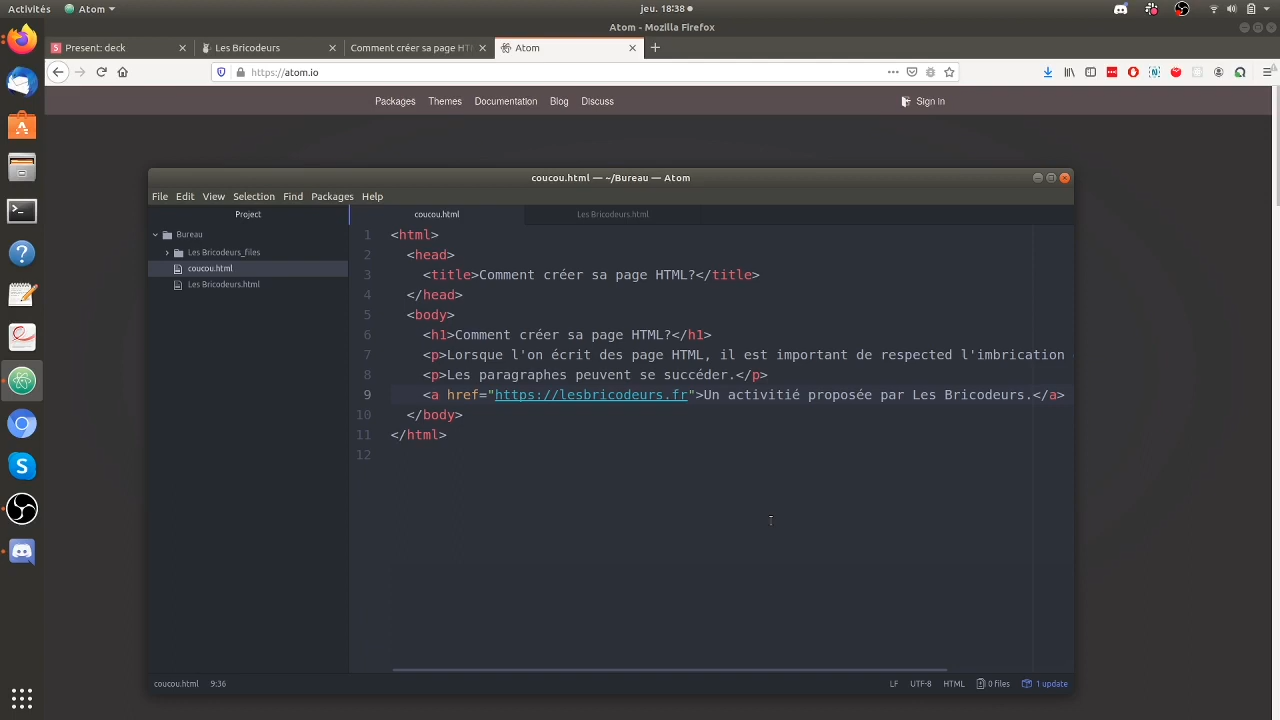 Activités
Atom
jeu. 18:38
Atom - Mozilla Firefox
Present: deck
Les Bricodeurs
Comment créer sa page HT
Atom
https://atom.io
Packages Themes Documentation Blog Discuss
Sign in
coucou.html — ~/Bureau — Atom
File Edit View Selection Find Packages Help
Project
coucou.html
Les Bricodeurs.html
Bureau
Les Bricodeurs_files
coucou.html
Les Bricodeurs.html
1 <html>
2 <head>
3 <title>Comment créer sa page HTML?</title>
4 </head>
5 <body>
6 <h1>Comment créer sa page HTML?</h1>
7 <p>Lorsque l'on écrit des page HTML, il est important de respected l'imbrication
8 <p>Les paragraphes peuvent se succéder.</p>
9 <a href="https://lesbricodeurs.fr">Un activitié proposée par Les Bricodeurs.</a>
10 </body>
11 </html>
12
coucou.html 9:36
LF UTF-8 HTML 0 files 1 update